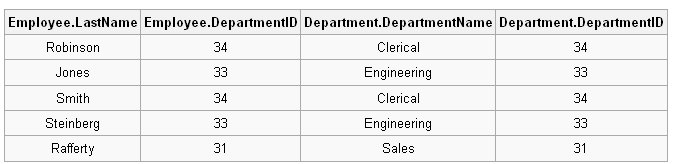 Employee.LastName Employee.DepartmentID Department.DepartmentName Department.DepartmentID
Robinson 34 Clerical 34
Jones 33 Engineering 33
Smith 34 Clerical 34
Steinberg 33 Engineering 33
Rafferty 31 Sales 31